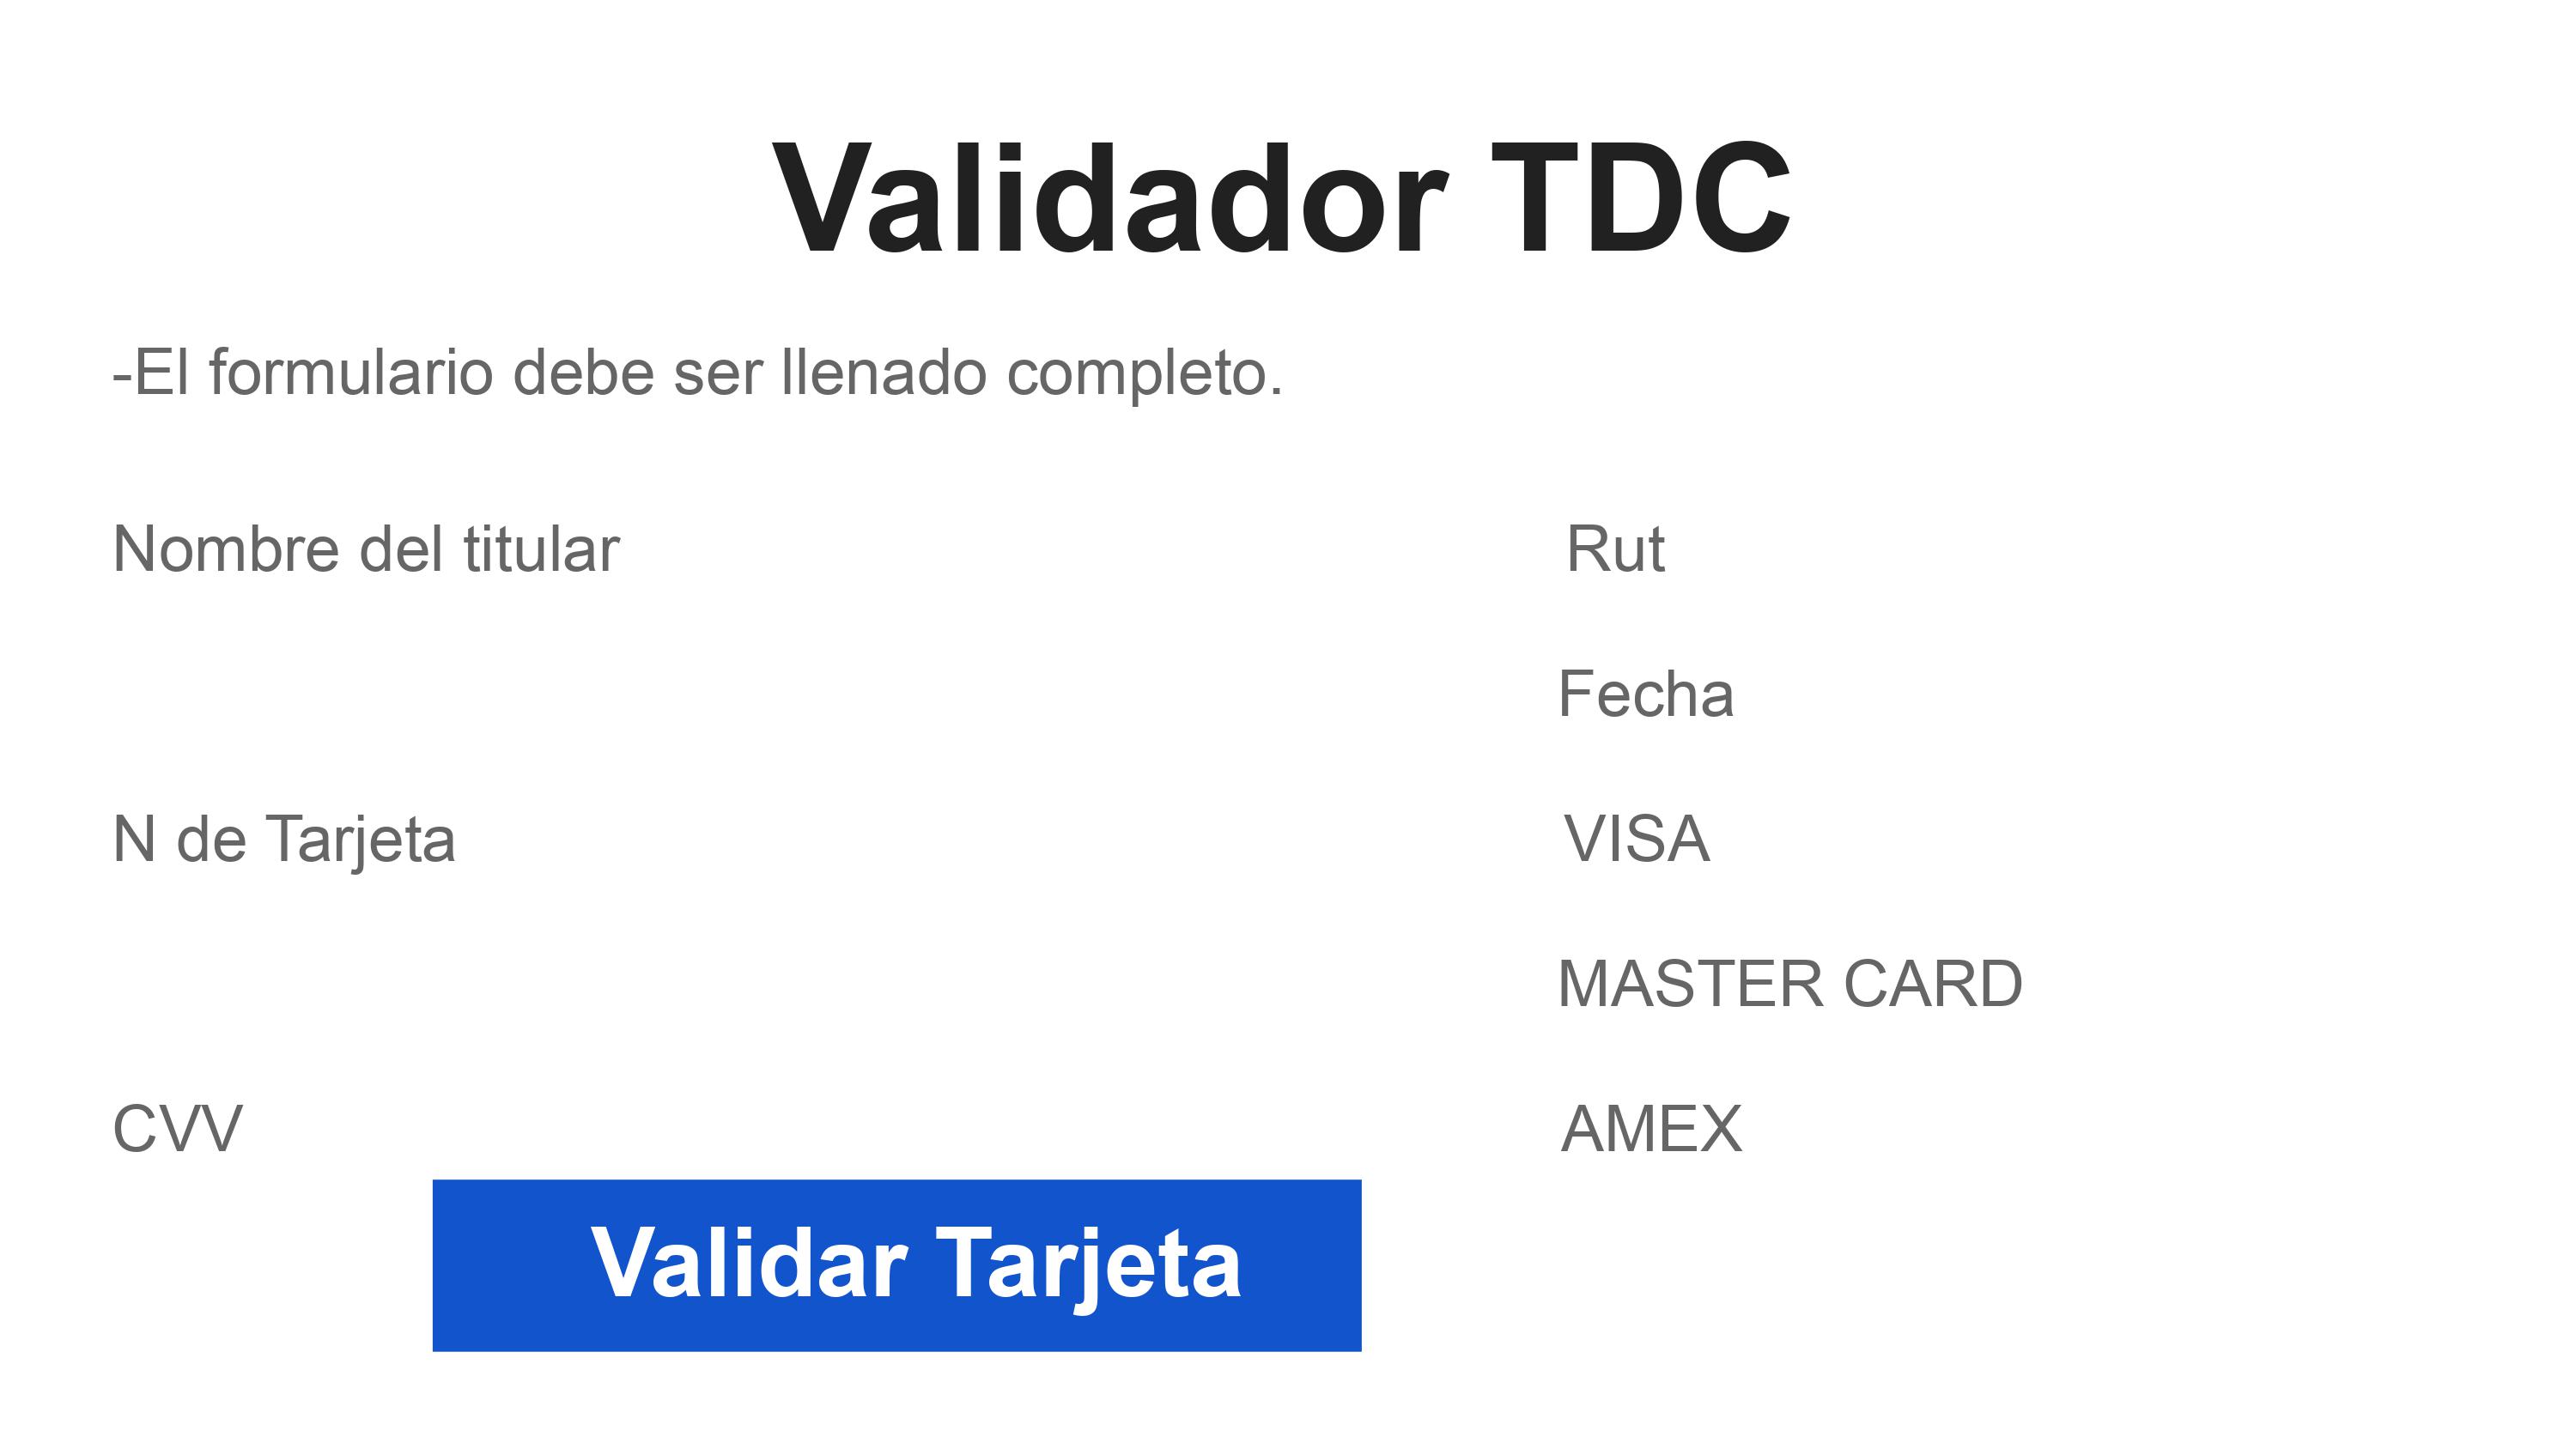 Validador TDC
-El formulario debe ser llenado completo.
Nombre del titular
Rut
Fecha
N de Tarjeta
VISA
MASTER CARD
CVV
AMEX
Validar Tarjeta